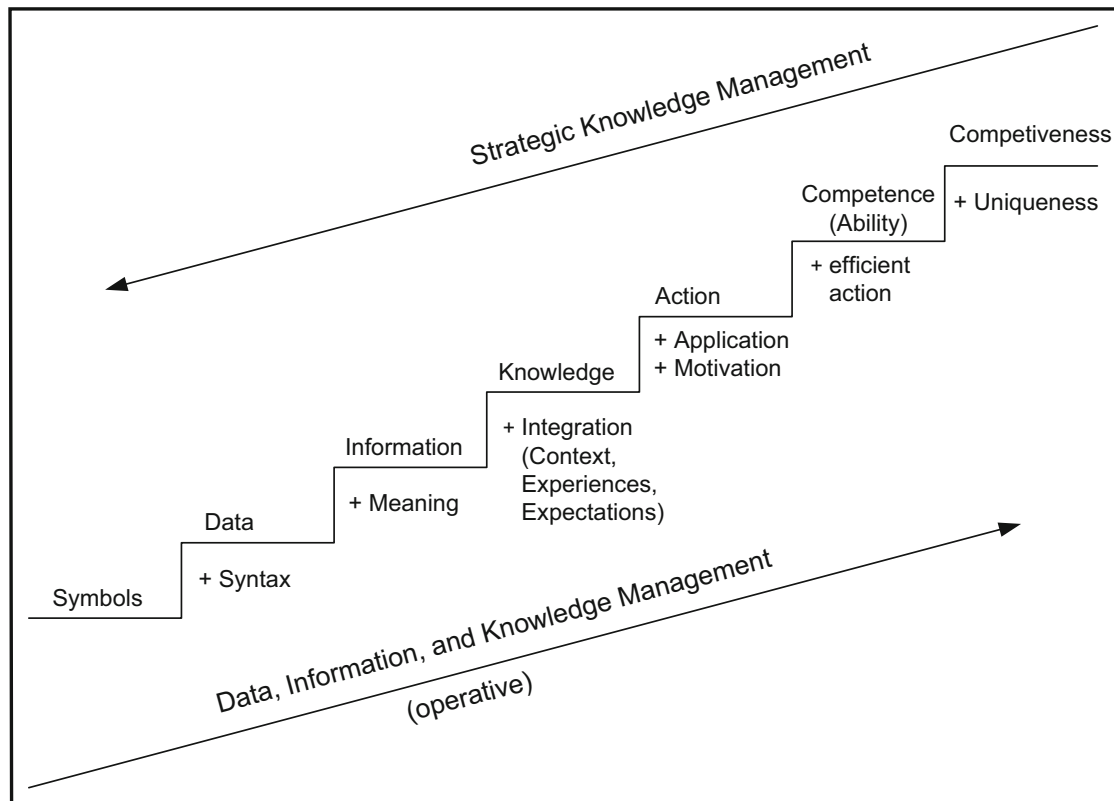 Strategic Knowledge Management
Competiveness
+ Uniqueness
Competence
(Ability)
+ efficient
action
Action
+ Application
+ Motivation
Knowledge
+ Integration
(Context,
Experiences,
Expectations)
Information
+ Meaning
Data
+ Syntax
Symbols
Data, Information, and Knowledge Management
(operative)